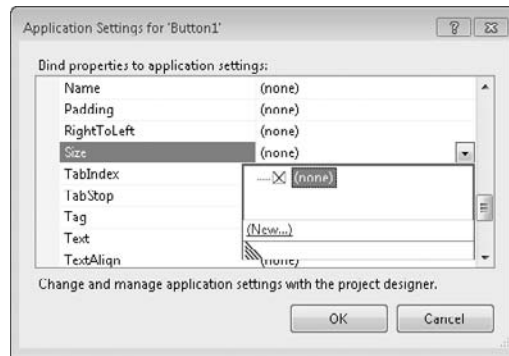 Application Settings for 'Button1'
Bind properties to application settings:
Name (none)
Padding (none)
RightToLeft (none)
Size (none)
TabIndex
(none)
TabStop
Tag
(New...)
Text
TextAlign (none)
Change and manage application settings with the project designer.
OK Cancel